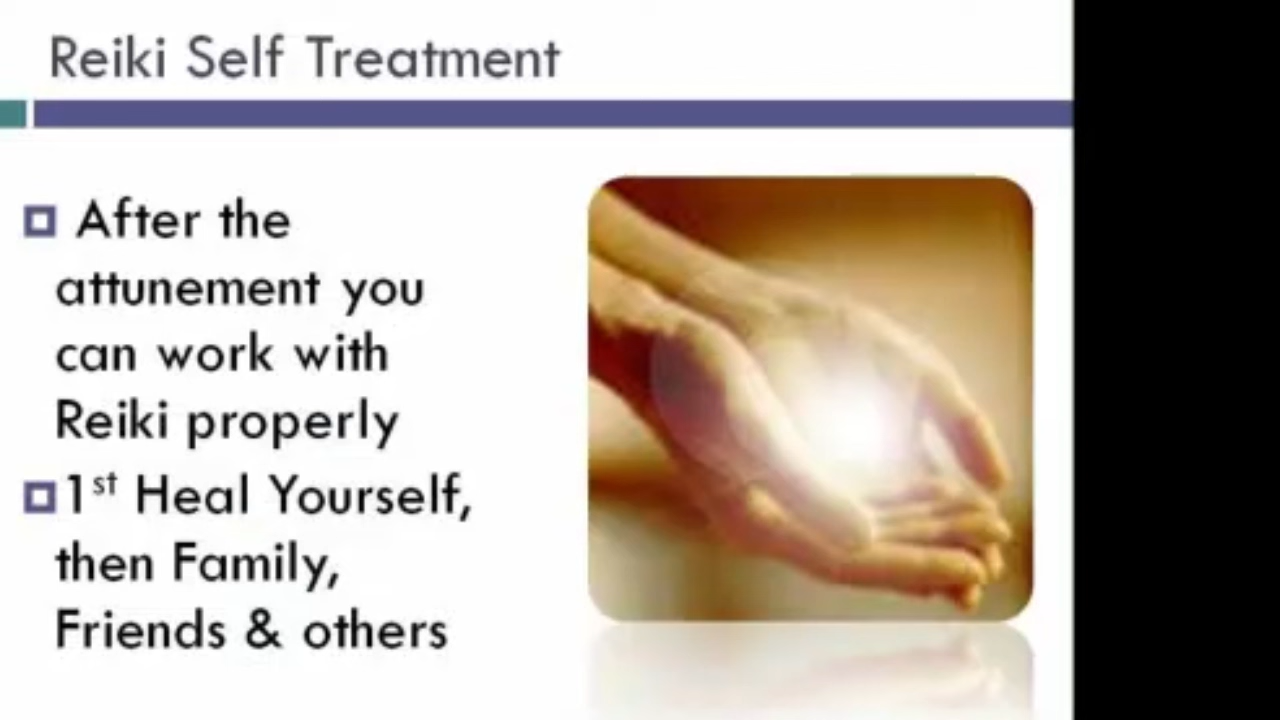 Reiki Self Treatment
After the
attunement you
can work with
Reiki properly
1st Heal Yourself,
then Family,
Friends & others